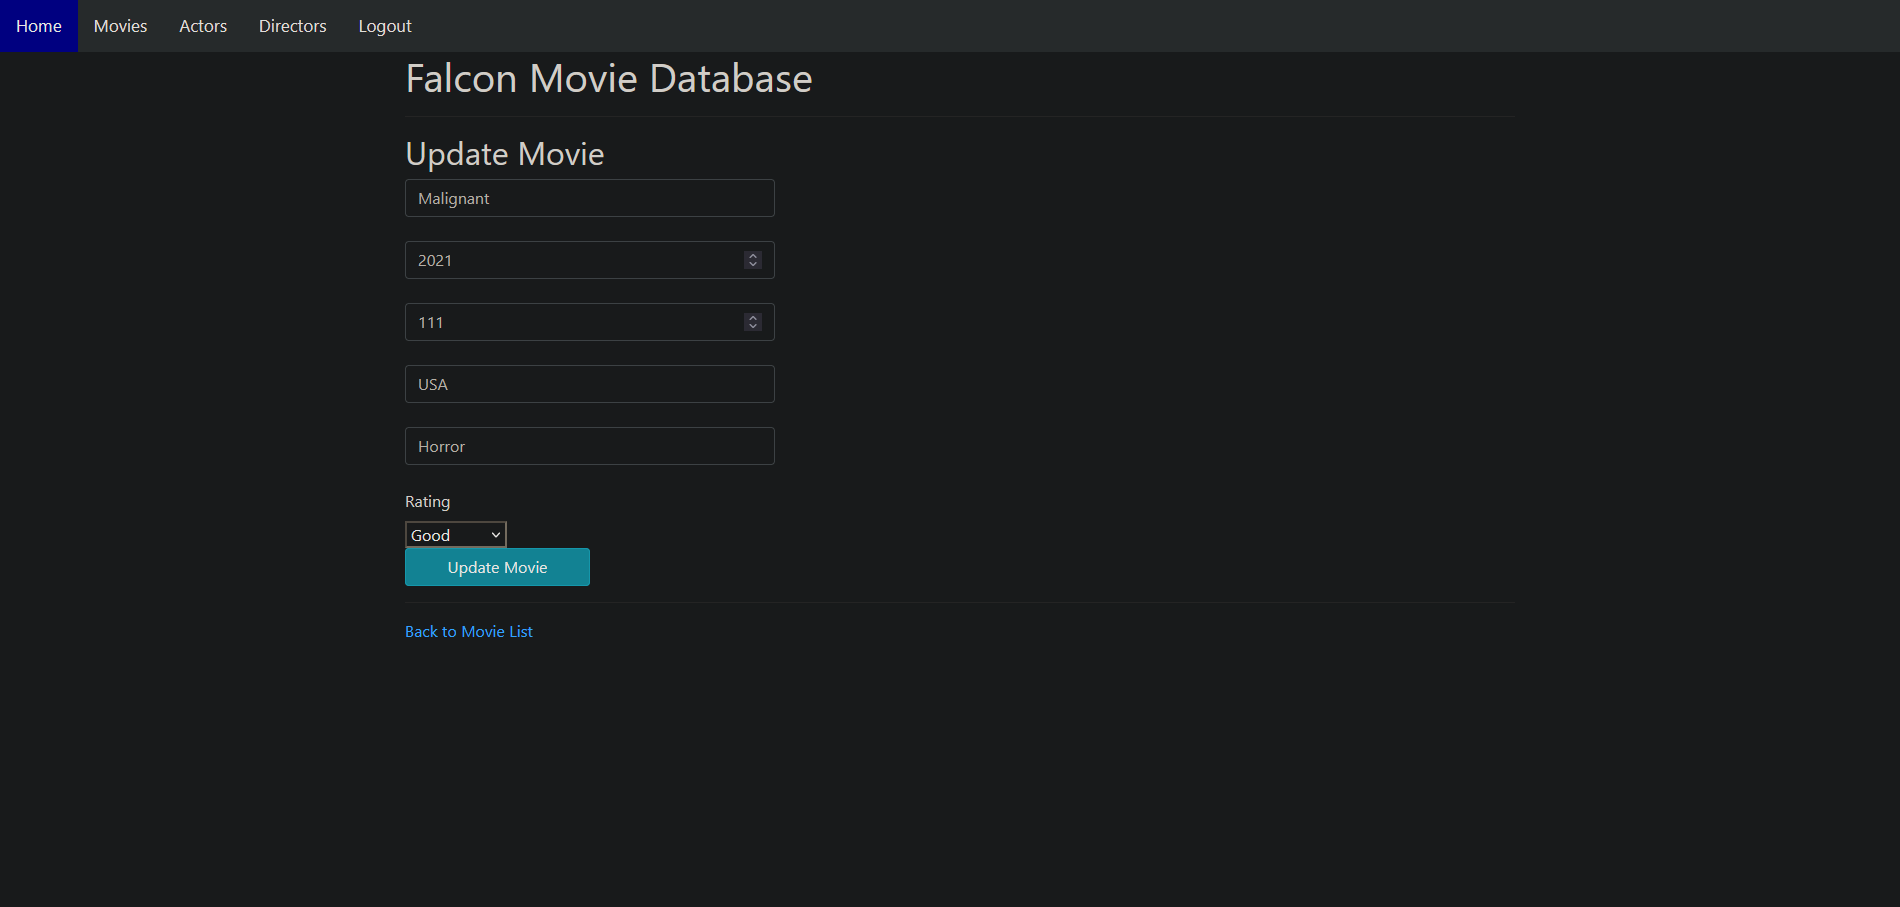 Home Movies Actors Directors Logout
Falcon Movie Database
Update Movie
Malignant
2021
111
USA
Horror
Rating
Good
Update Movie
Back to Movie List